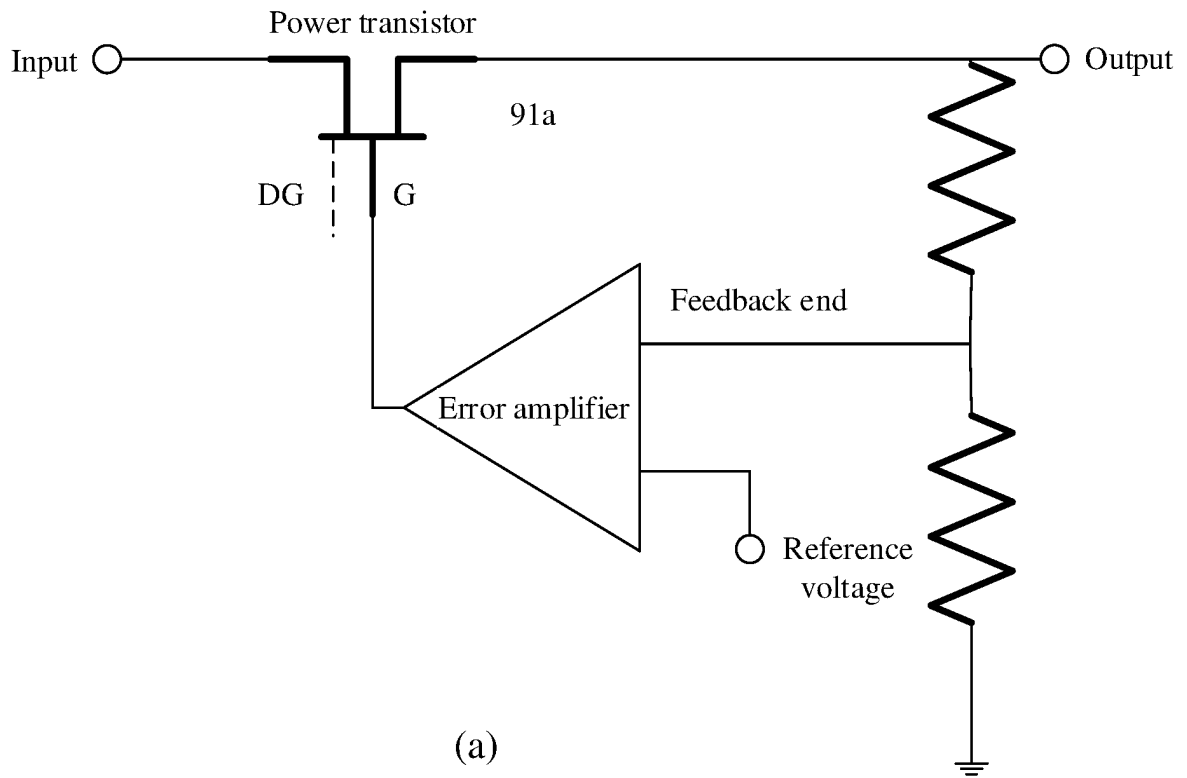 Power transistor
Input
Output
91a
DG
G
Feedback end
Error amplifier
Reference
voltage
(a)